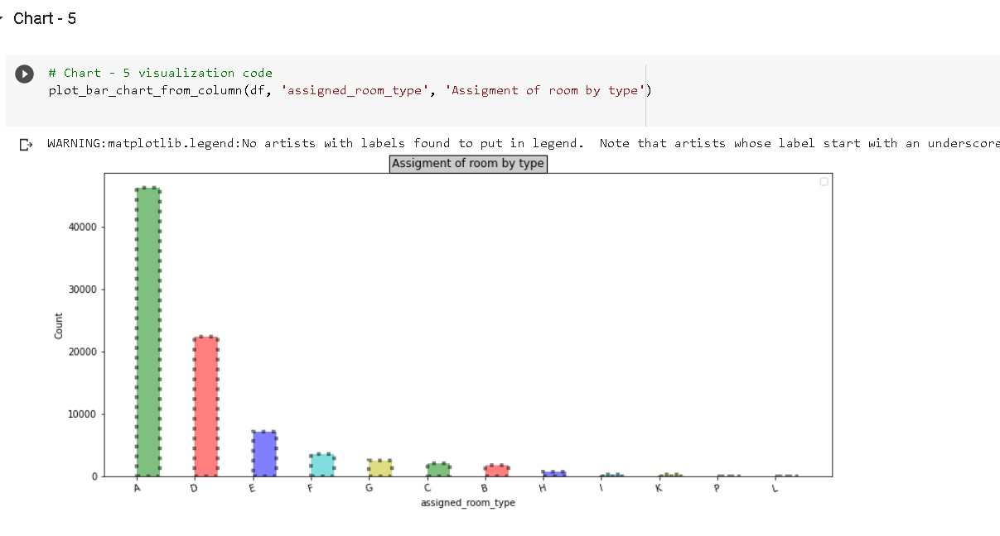 Chart - 5
# Chart - 5 visualization code
plot_bar_chart_from_column(df, 'assigned_room_type', 'Assigment of room by type')
WARNING:matplotlib.legend:No artists with labels found to put in legend.  Note that artists whose label start with an underscore
Assigment of room by type
40000
30000
20000
10000
0
Count
A D E F G C B H I K P L
assigned_room_type